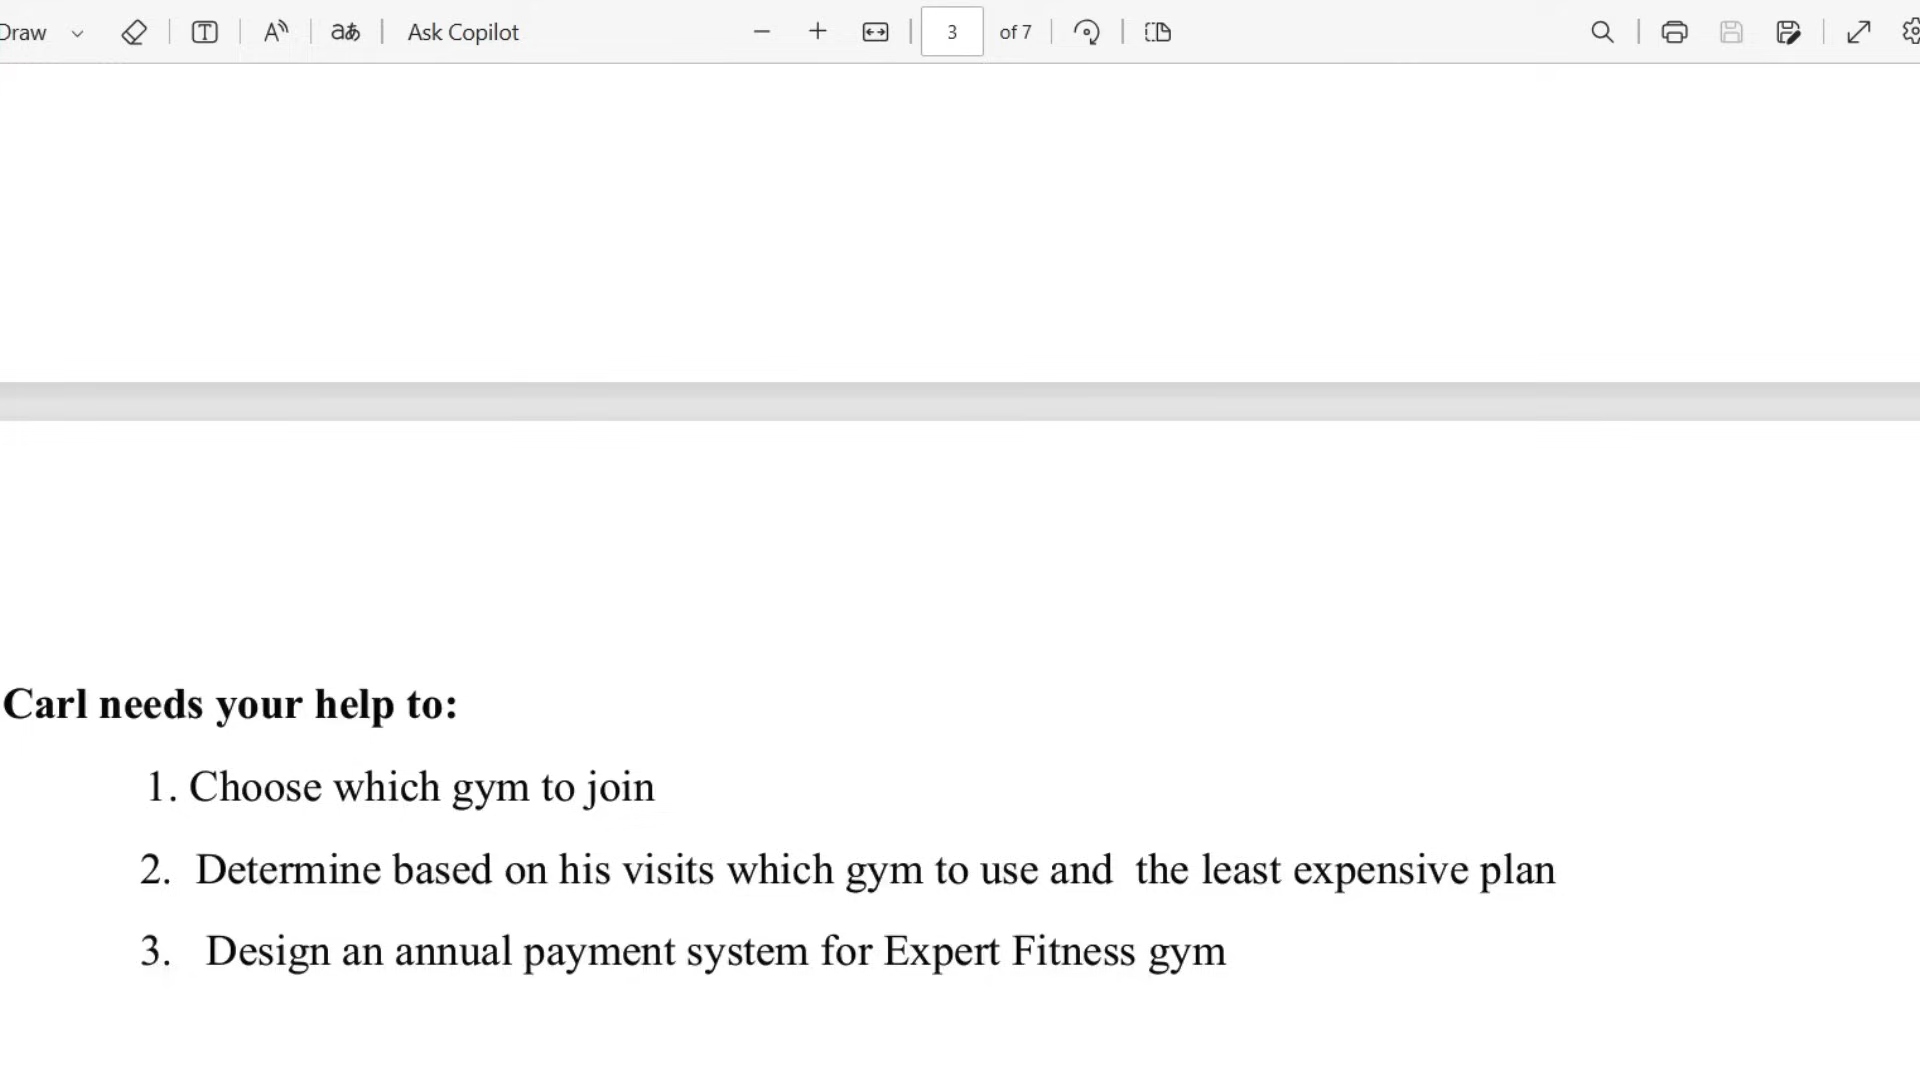 Draw
Ask Copilot
3 of 7
Carl needs your help to:
1. Choose which gym to join
2. Determine based on his visits which gym to use and the least expensive plan
3. Design an annual payment system for Expert Fitness gym